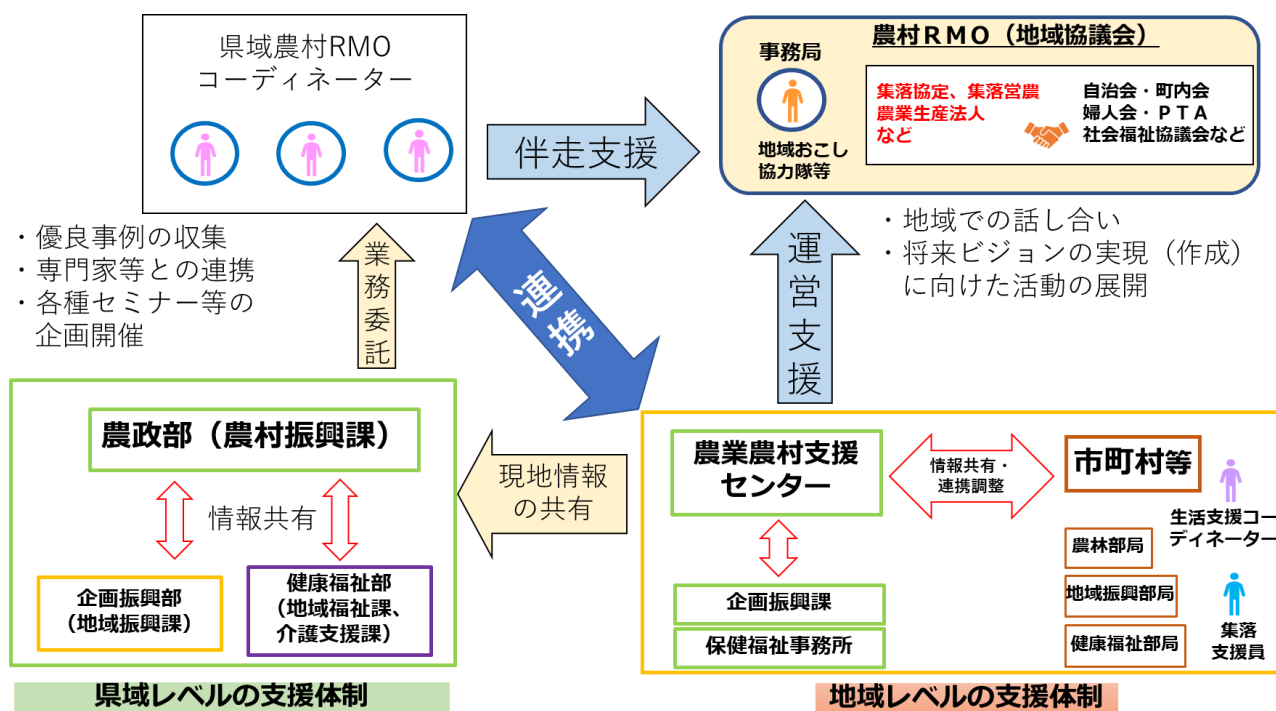 県域農村RMO
コーディネーター
伴走支援
農村ＲＭＯ（地域協議会）
事務局
地域おこし
協力隊等
集落協定、集落営農
農業生産法人
など
自治会・町内会
婦人会・ＰＴＡ
社会福祉協議会など
・優良事例の収集
・専門家等との連携
・各種セミナー等の
企画開催
業務委託
連携
運営支援
・地域での話し合い
・将来ビジョンの実現（作成）
に向けた活動の展開
農政部（農村振興課）
情報共有
企画振興部
（地域振興課）
健康福祉部
（地域福祉課、
介護支援課）
県域レベルの支援体制
現地情報
の共有
農業農村支援
センター
情報共有・
連携調整
市町村等
生活支援コー
ディネーター
企画振興課
保健福祉事務所
農林部局
地域振興部局
健康福祉部局
集落
支援員
地域レベルの支援体制